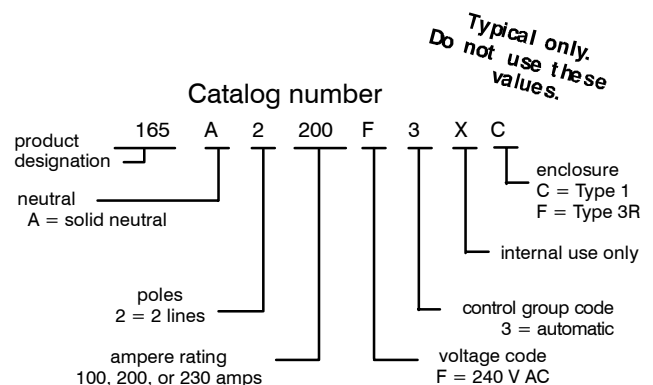 Typical only.
Do not use these
values.
Catalog number
165 A 2 200 F 3 X C
product
designation
neutral
A = solid neutral
poles
2 = 2 lines
ampere rating
100, 200, or 230 amps
enclosure
C = Type 1
F = Type 3R
internal use only
control group code
3 = automatic
voltage code
F = 240 V AC